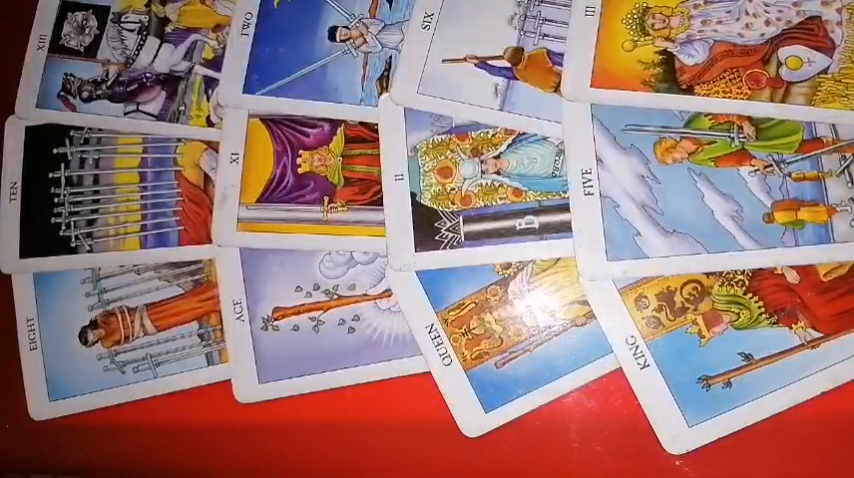 XIII
TWO
SIX
III
TEN
XI
II
FIVE
EIGHT
ACE
QUEEN
KING